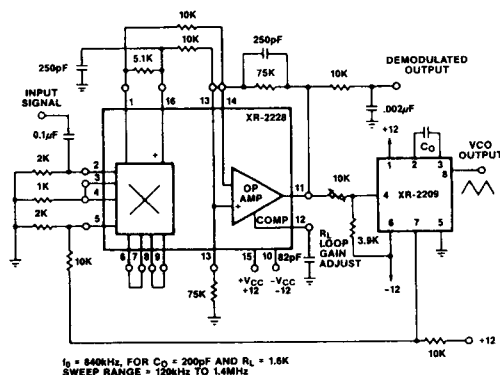 10K
10K
250pF
5.1K
250pF
75K
10K
DEMODULATED
OUTPUT
.002μF
1
16
13
14
XR-2228
INPUT
SIGNAL
0.1μF
2K
1K
2K
2
3
4
5
+
OP
AMP
+
COMP
11
12
10K
+12
CO
1
2
3
8
VCO
OUTPUT
XR-2209
4
6
7
5
3.9K
-12
RL
LOOP
GAIN
ADJUST
6
7
8
9
13
15
10
82pF
10K
75K
+VCC
+12
-VCC
-12
10K
+12
f0 = 840kHz, FOR CO = 200pF AND RL = 1.6K
SWEEP RANGE = 120kHz TO 1.4MHz